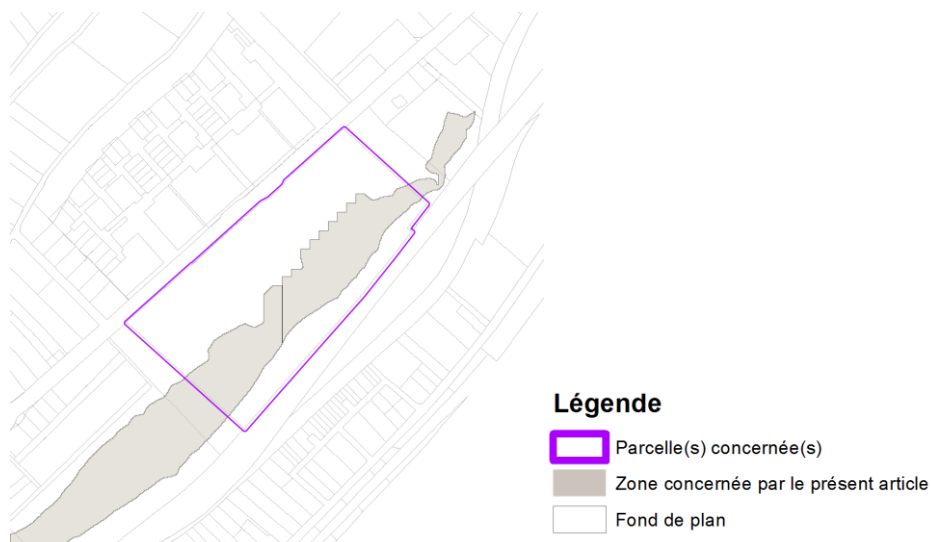 Légende
Parcelle(s) concernée(s)
Zone concernée par le présent article
Fond de plan